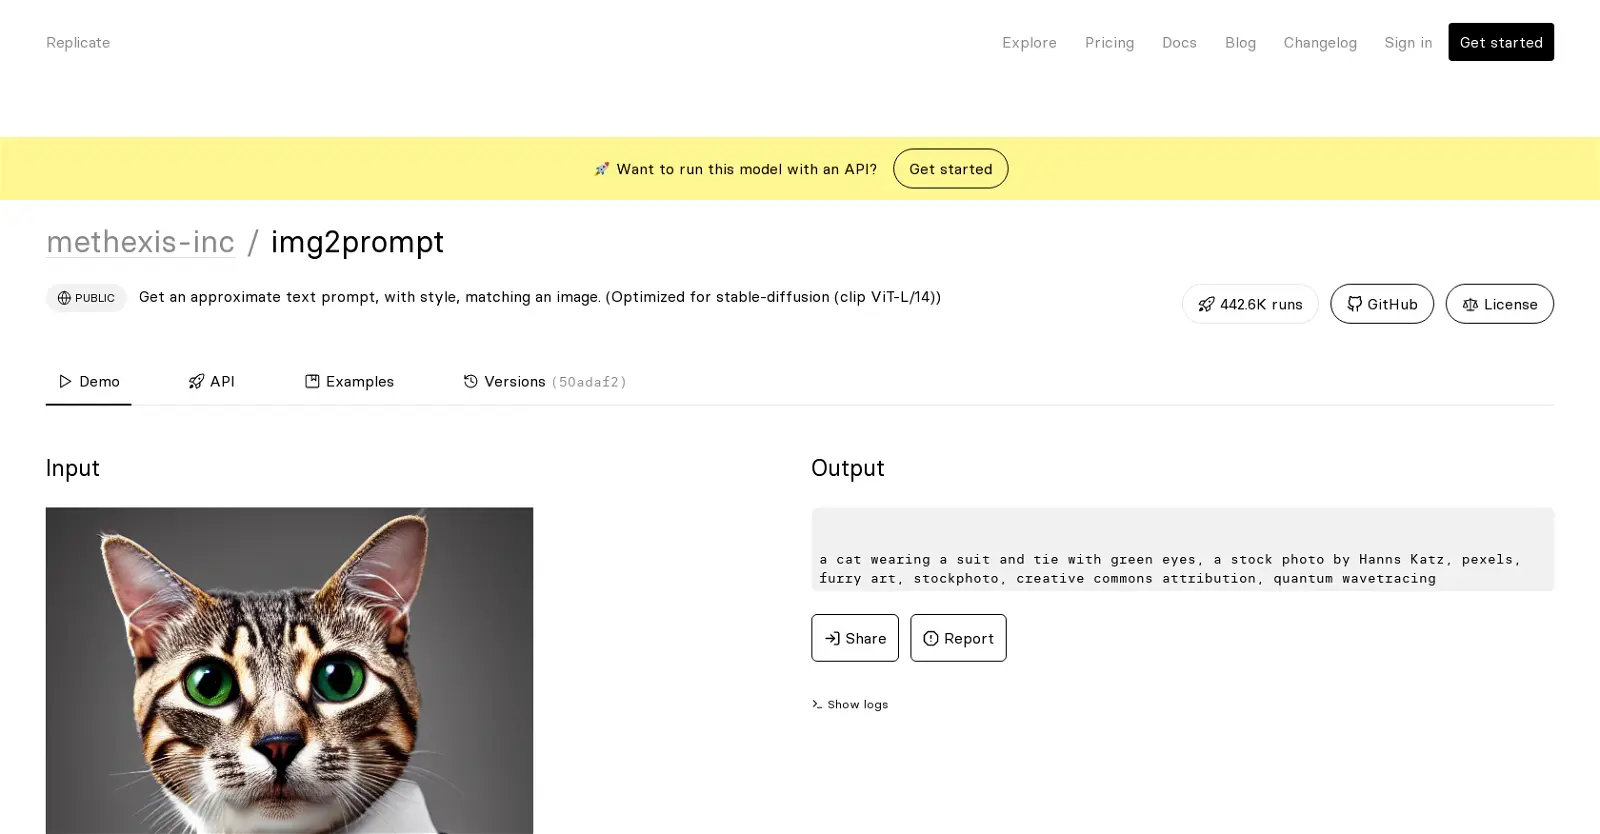 Replicate
Explore
Pricing
Docs
Blog
Changelog
Sign in
Get started
🚀 Want to run this model with an API?
Get started
methexis-inc / img2prompt
PUBLIC
Get an approximate text prompt, with style, matching an image. (Optimized for stable-diffusion (clip ViT-L/14))
442.6K runs
GitHub
License
Demo
API
Examples
Versions (50adaf2)
Input
Output
a cat wearing a suit and tie with green eyes, a stock photo by Hanns Katz, pexels,
furry art, stockphoto, creative commons attribution, quantum wavetracing
Share
Report
Show logs